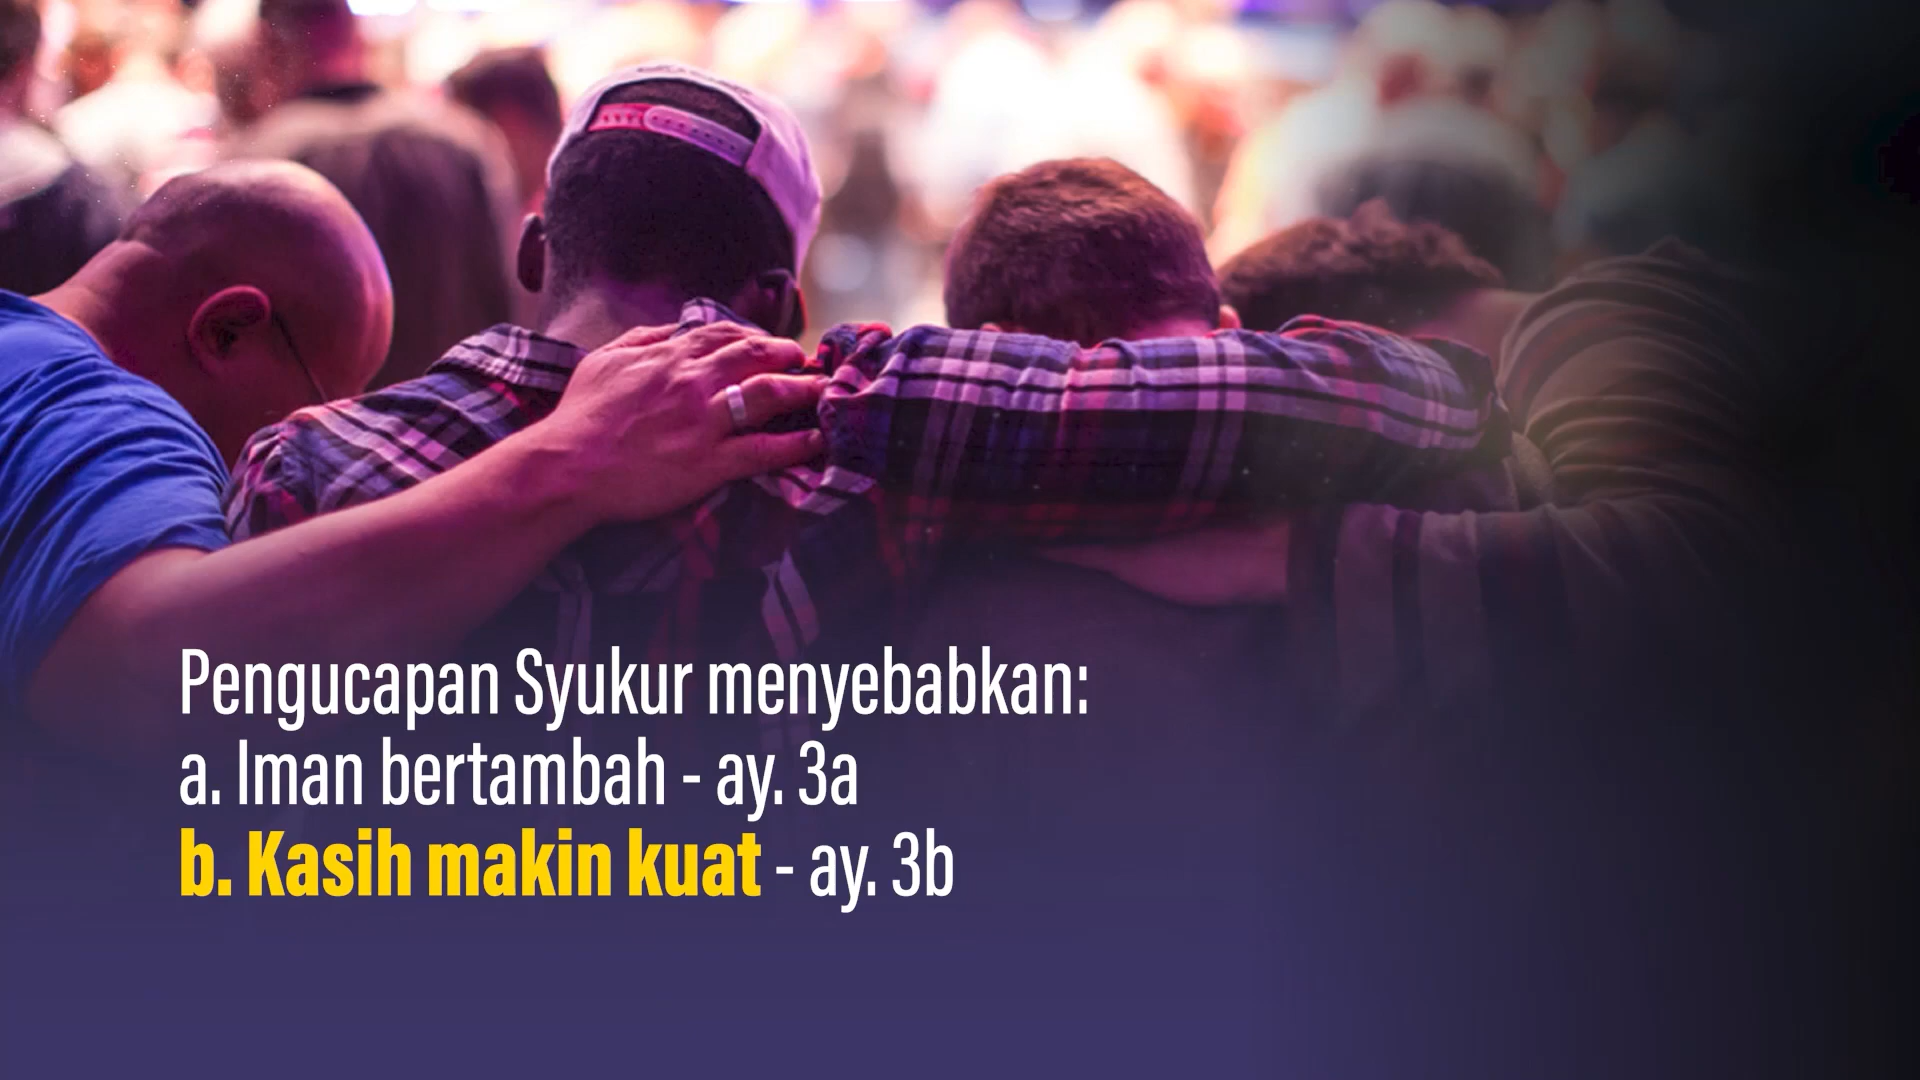 Pengucapan Syukur menyebabkan:
a. Iman bertambah - ay. 3a
b. Kasih makin kuat - ay. 3b